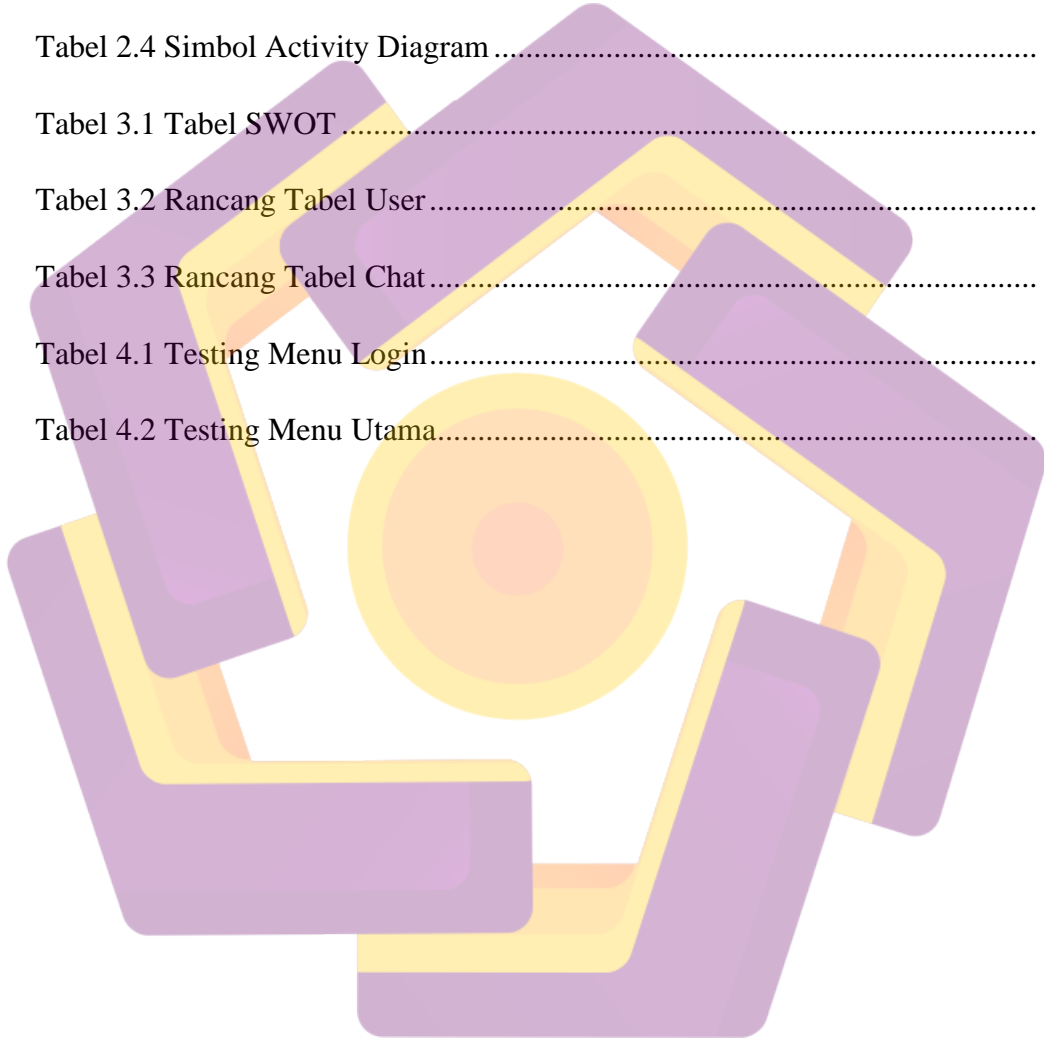 Tabel 2.4 Simbol Activity Diagram ....................................................................
Tabel 3.1 Tabel SWOT .......................................................................................
Tabel 3.2 Rancang Tabel User ............................................................................
Tabel 3.3 Rancang Tabel Chat ............................................................................
Tabel 4.1 Testing Menu Login ............................................................................
Tabel 4.2 Testing Menu Utama ...........................................................................